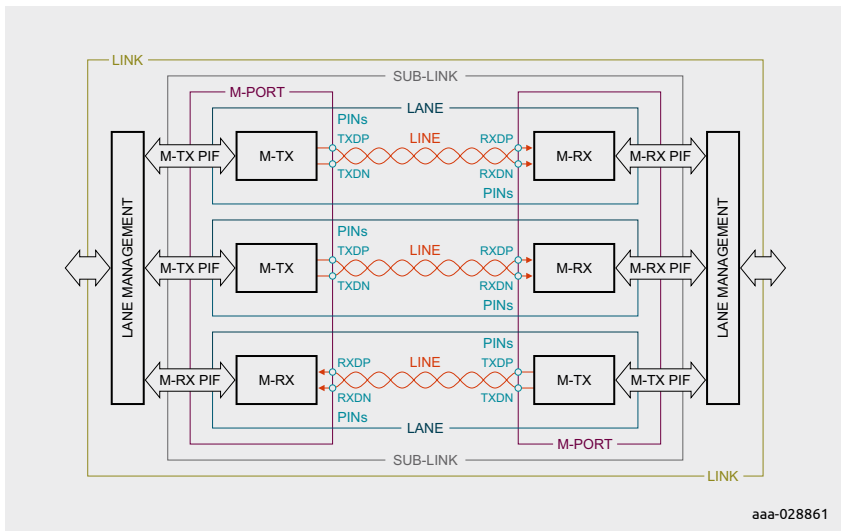 LINK
SUB-LINK
M-PORT
LANE
PINs
TXDP
LINE
RXDP
M-TX PIF
M-TX
M-RX
M-RX PIF
TXDN
RXDN
PINs
LANE MANAGEMENT
LANE MANAGEMENT
PINs
TXDP
LINE
RXDP
M-TX PIF
M-TX
M-RX
M-RX PIF
TXDN
RXDN
PINs
PINs
RXDP
LINE
TXDP
M-RX PIF
M-RX
M-TX
M-TX PIF
RXDN
TXDN
PINs
LANE
M-PORT
SUB-LINK
LINK
aaa-028861